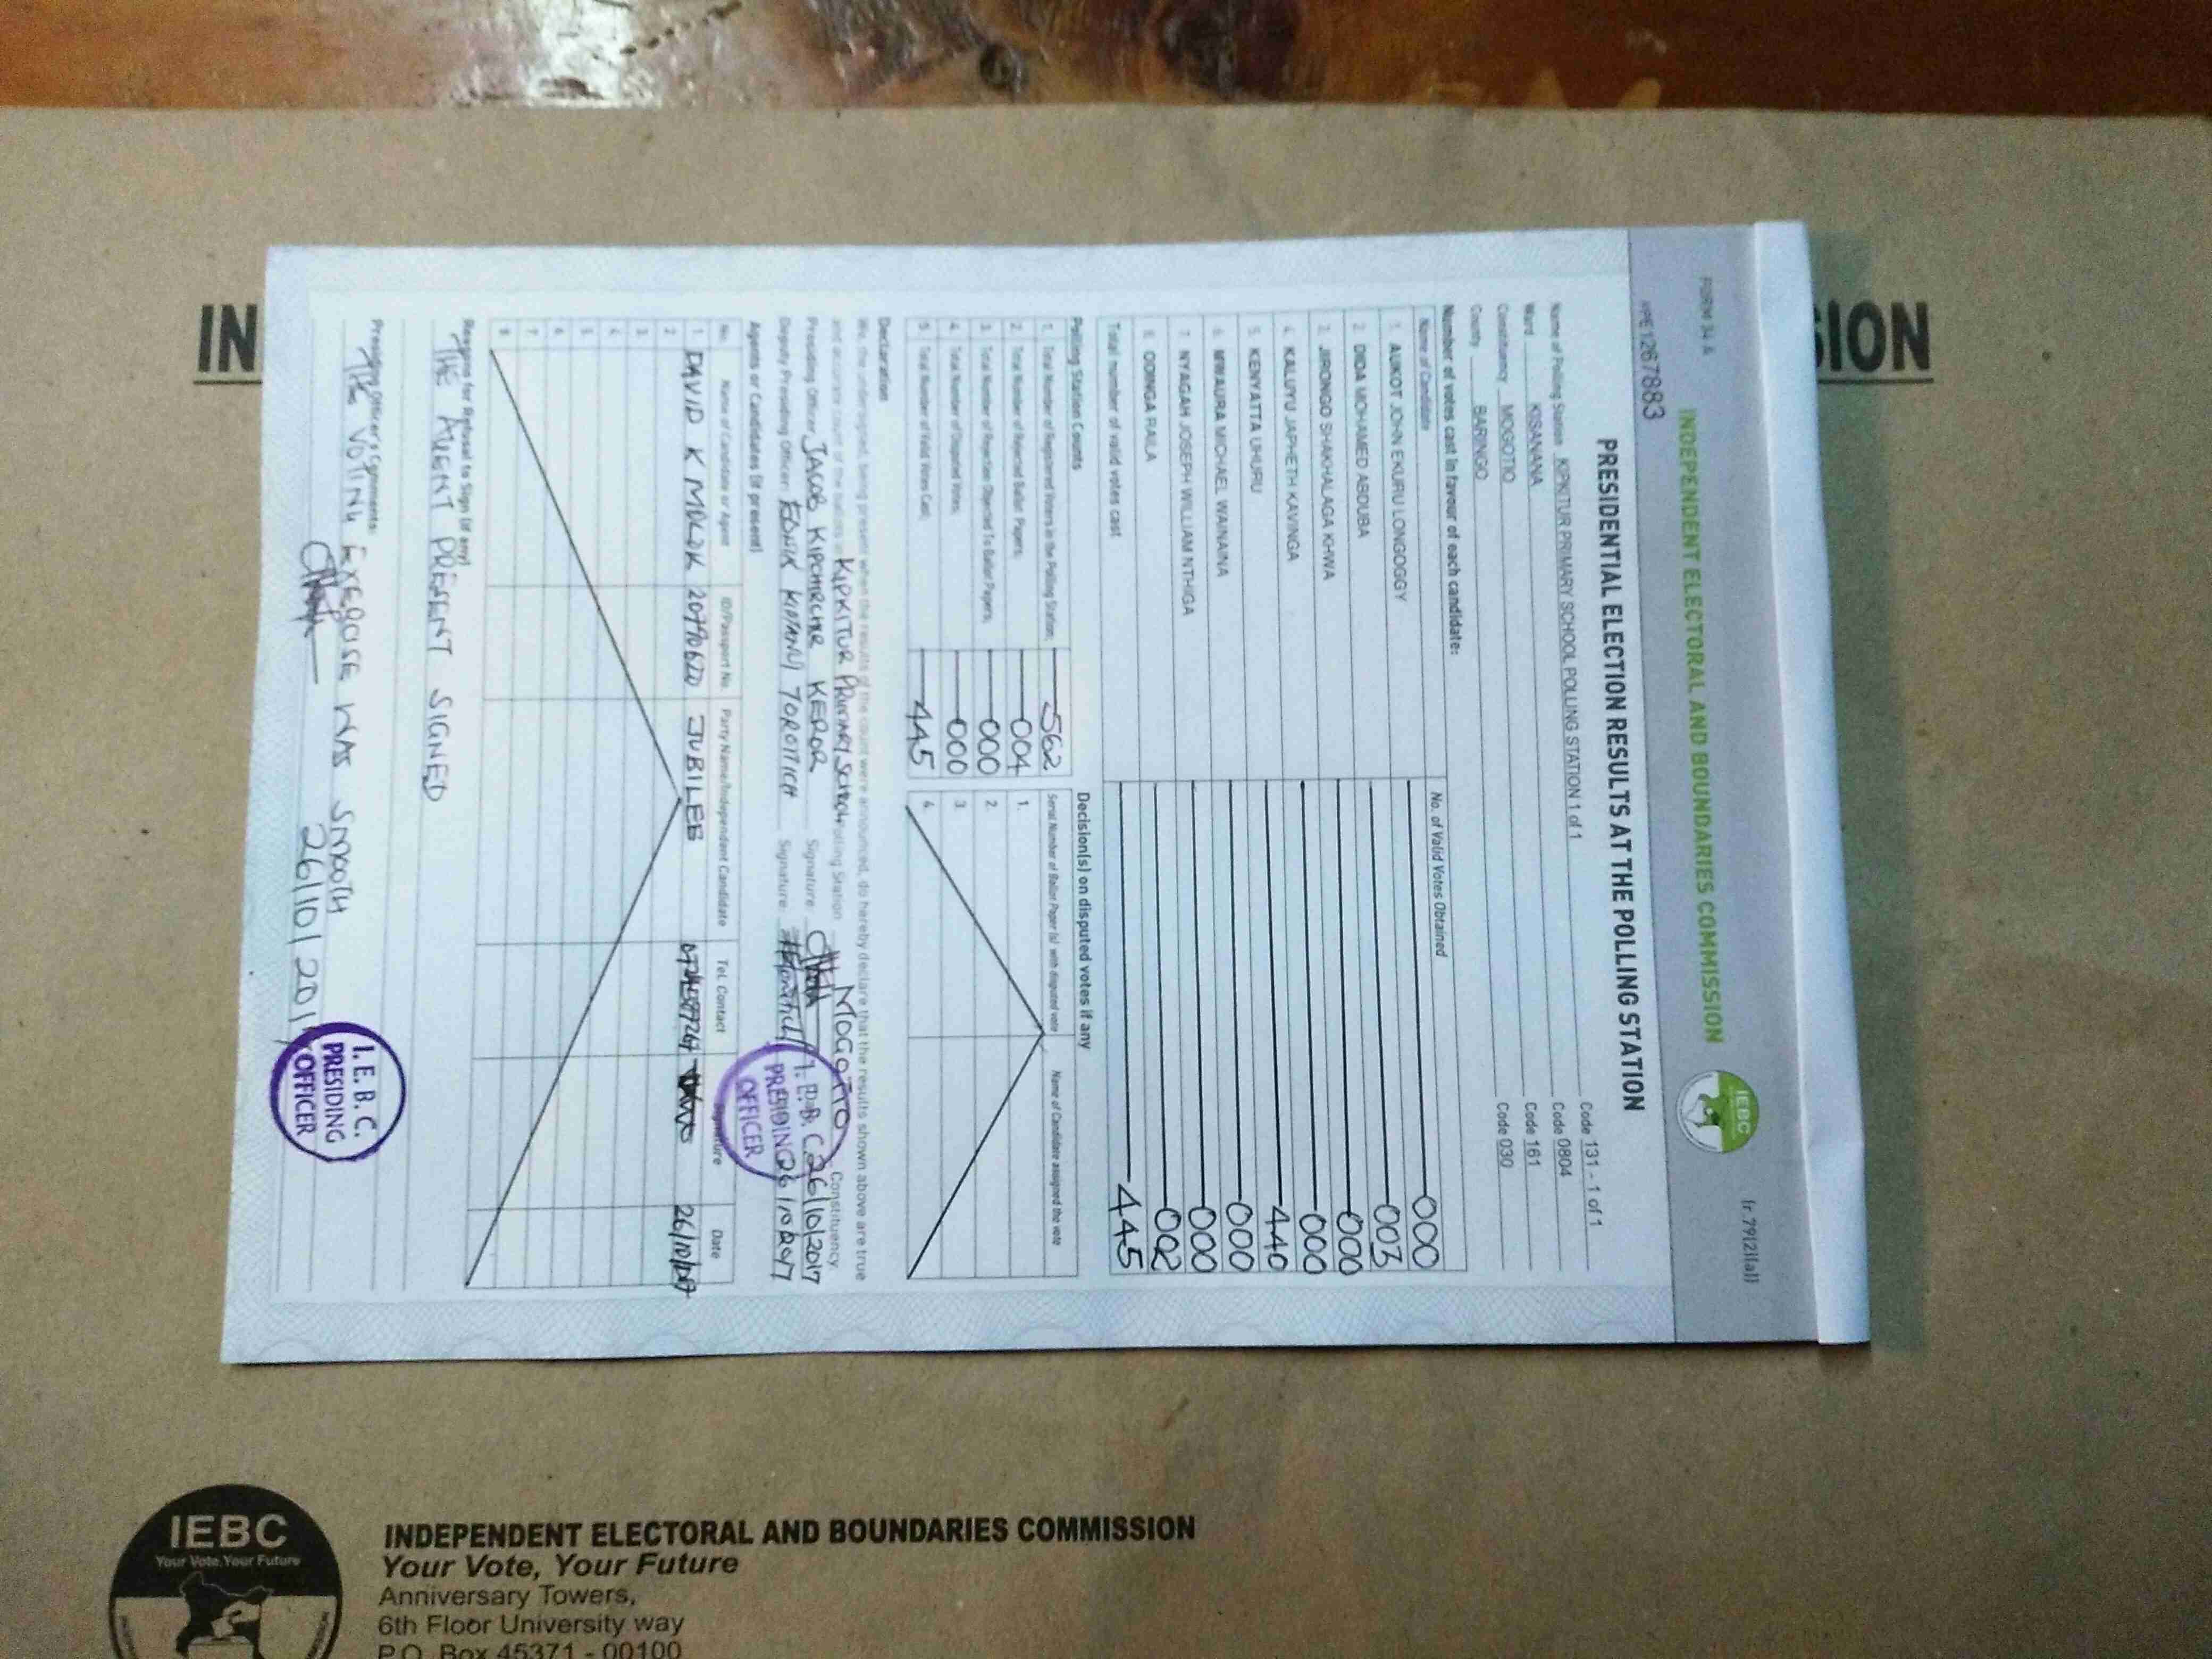 INDEPENDENT ELECTORAL AND BOUNDARIES COMMISSION
IEBC
FORM 34 A
(r.79(2)(a))
1267883
PRESIDENTIAL ELECTION RESULTS AT THE POLLING STATION
Name of Polling Station KIPKITUR PRIMARY SCHOOL POLLING STATION 1 of 1 Code 131 - 1 of 1
Ward KISANANA Code 0804
Constituency MOGOTIO Code 161
County BARINGO Code 030
Number of votes cast in favour of each candidate:
Name of Candidate No. of Valid Votes Obtained
1. AUKOT JOHN EKURU LONGOGGY 000
2. DIDA MOHAMED ABDUBA 003
3. JIRONGO SHAKHALAGA KHWA 000
4. KALUYU JAPHETH KAVINGA 000
5. KENYATTA UHURU 440
6. MWAURA MICHAEL WAINAINA 000
7. NYAGAH JOSEPH WILLIAM NTHIGA 000
8. ODINGA RAILA 002
Total number of valid votes cast 445
Polling Station Counts
1. Total Number of Registered Voters in the Polling Station 562
2. Total Number of Rejected Ballot Papers 004
3. Total Number of Rejection Objected To Ballot Papers 000
4. Total Number of Disputed Votes 000
5. Total Number of Valid Votes Cast 445
Decision(s) on disputed votes if any
Serial Number of Ballot Paper (s) with disputed vote Name of Candidate assigned the vote
1.
2.
3.
4.
Declaration
We, the undersigned, being present when the results of the count were announced, do hereby declare that the results shown above are true
and accurate count of the ballots in KIPKITUR PRIMARY SCHOOL Polling Station MOGOTIO Constituency.
Presiding Officer JACOB KIPCHIRCHIR KEROR Signature 26/10/2017
Deputy Presiding Officer TOROITICH Signature 26/10/2017
I. E. B. C.
PRESIDING
OFFICER
Agents or Candidates (if present)
No. Name of Candidate or Agent ID/Passport No. Party Name/Independent Candidate Tel. Contact Signature Date
1 DAVID K 20790620 JUBILEE 26/10/2017
2
3
4
5
6
7
8
Reasons for Refusal to Sign (if any)
THE AGENT PRESENT SIGNED
Presiding Officer's Comments:
THE VOTING EXERCISE WAS SMOOTH
26/10/2017
I. E. B. C.
PRESIDING
OFFICER
IN
SION
IEBC
Your Vote, Your Future
INDEPENDENT ELECTORAL AND BOUNDARIES COMMISSION
Your Vote, Your Future
Anniversary Towers,
6th Floor University way
P.O. Box 45371 - 00100